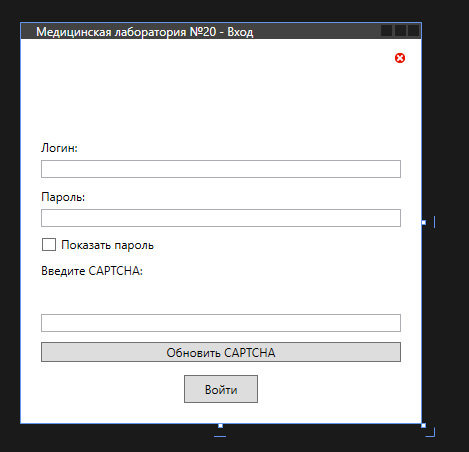 Медицинская лаборатория №20 - Вход
Логин:
Пароль:
Показать пароль
Введите CAPTCHA:
Обновить CAPTCHA
Войти